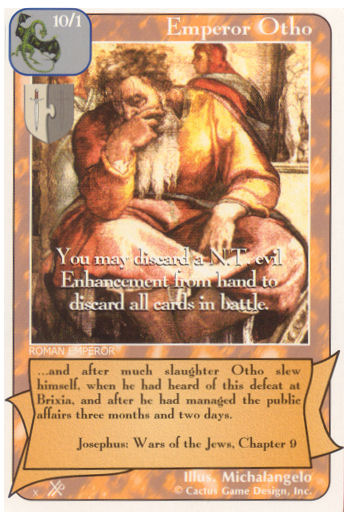 10/1
Emperor Otho
You may discard a N.T. evil
Enhancement from hand to
discard all cards in battle.
ROMAN EMPEROR
...and after much slaughter Otho slew
himself, when he had heard of this defeat at
Brixia, and after he had managed the public
affairs three months and two days.
Josephus: Wars of the Jews, Chapter 9
Illus. Michalangelo
X
© Cactus Game Design, Inc.